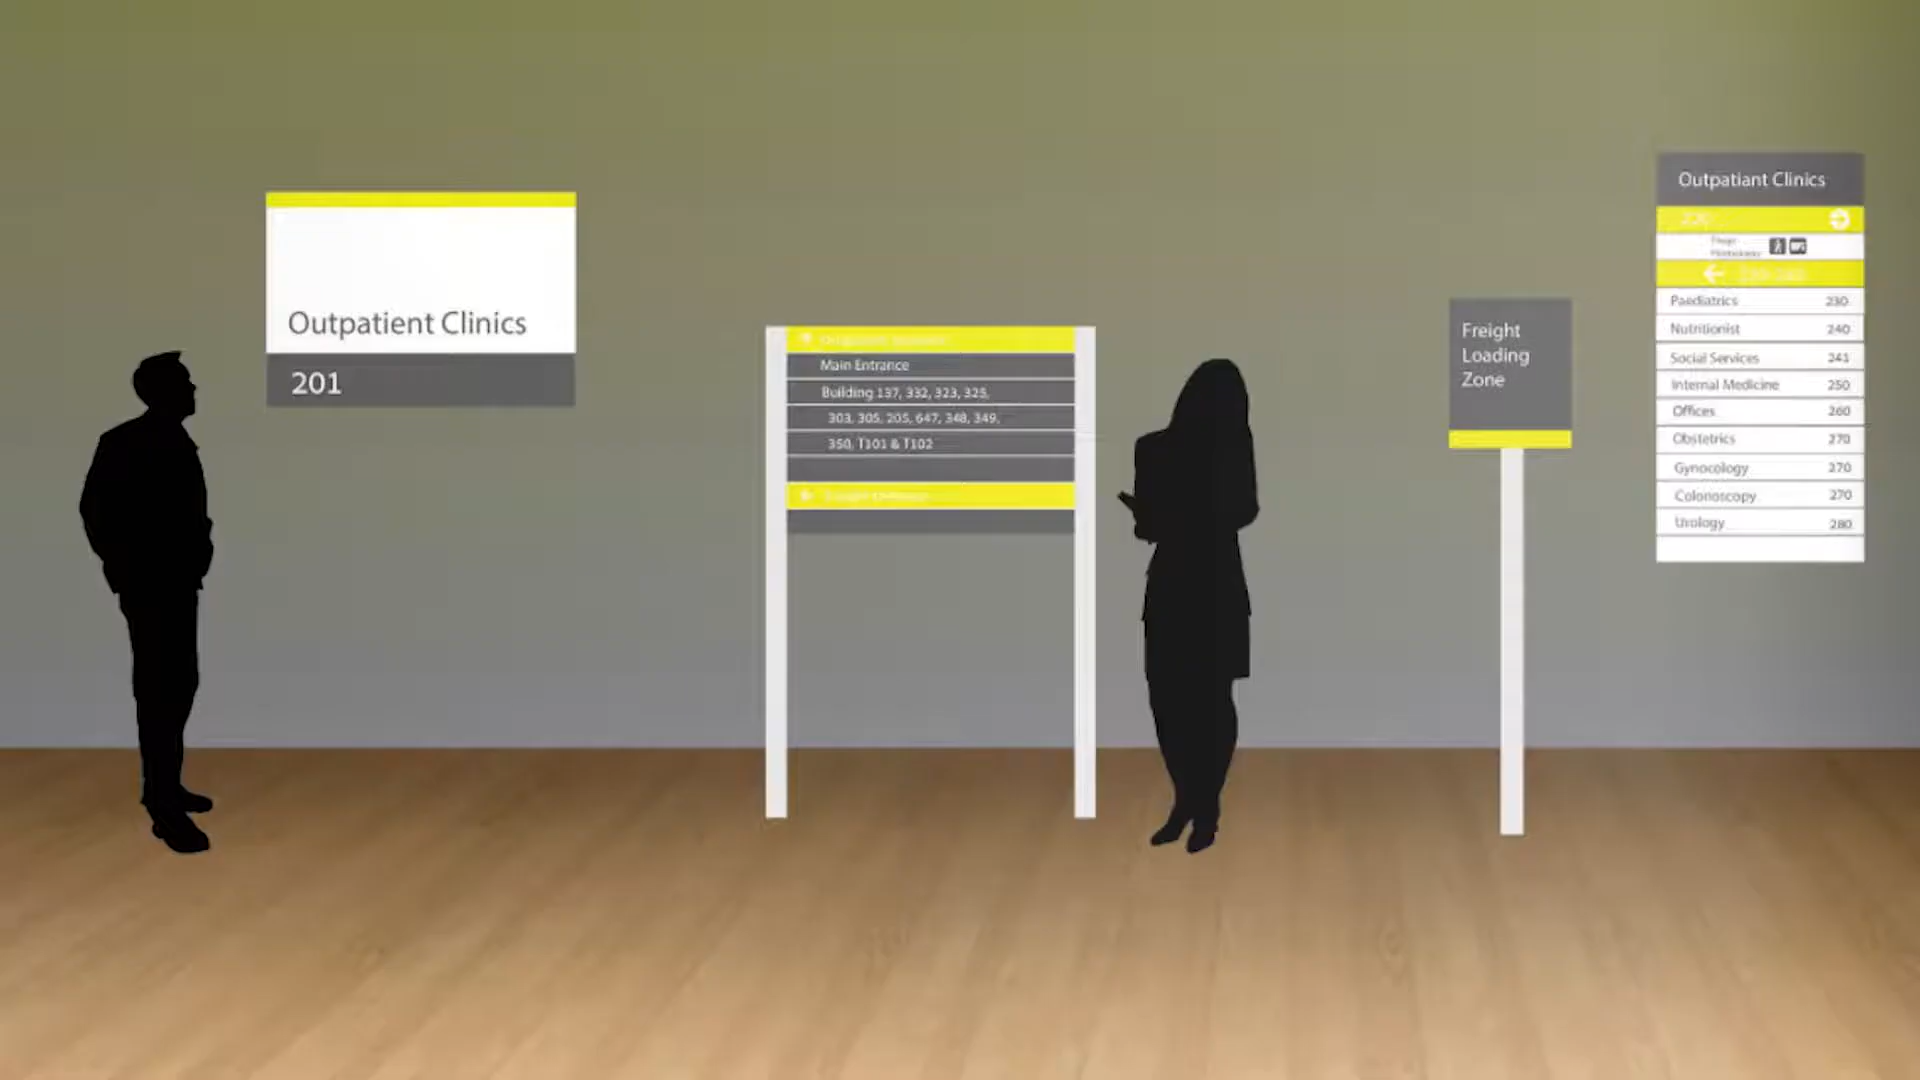 Outpatient Clinics
201
Main Entrance
Building 137, 332, 323, 325,
303, 305, 205, 647, 348, 349,
350, T101 & T102
Freight
Loading
Zone
Outpatiant Clinics
Paediatrics 230
Nutritionist 240
Social Services 241
Internal Medicine 250
Offices 260
Obstetrics 270
Gynocology 270
Colonoscopy 270
Urology 280